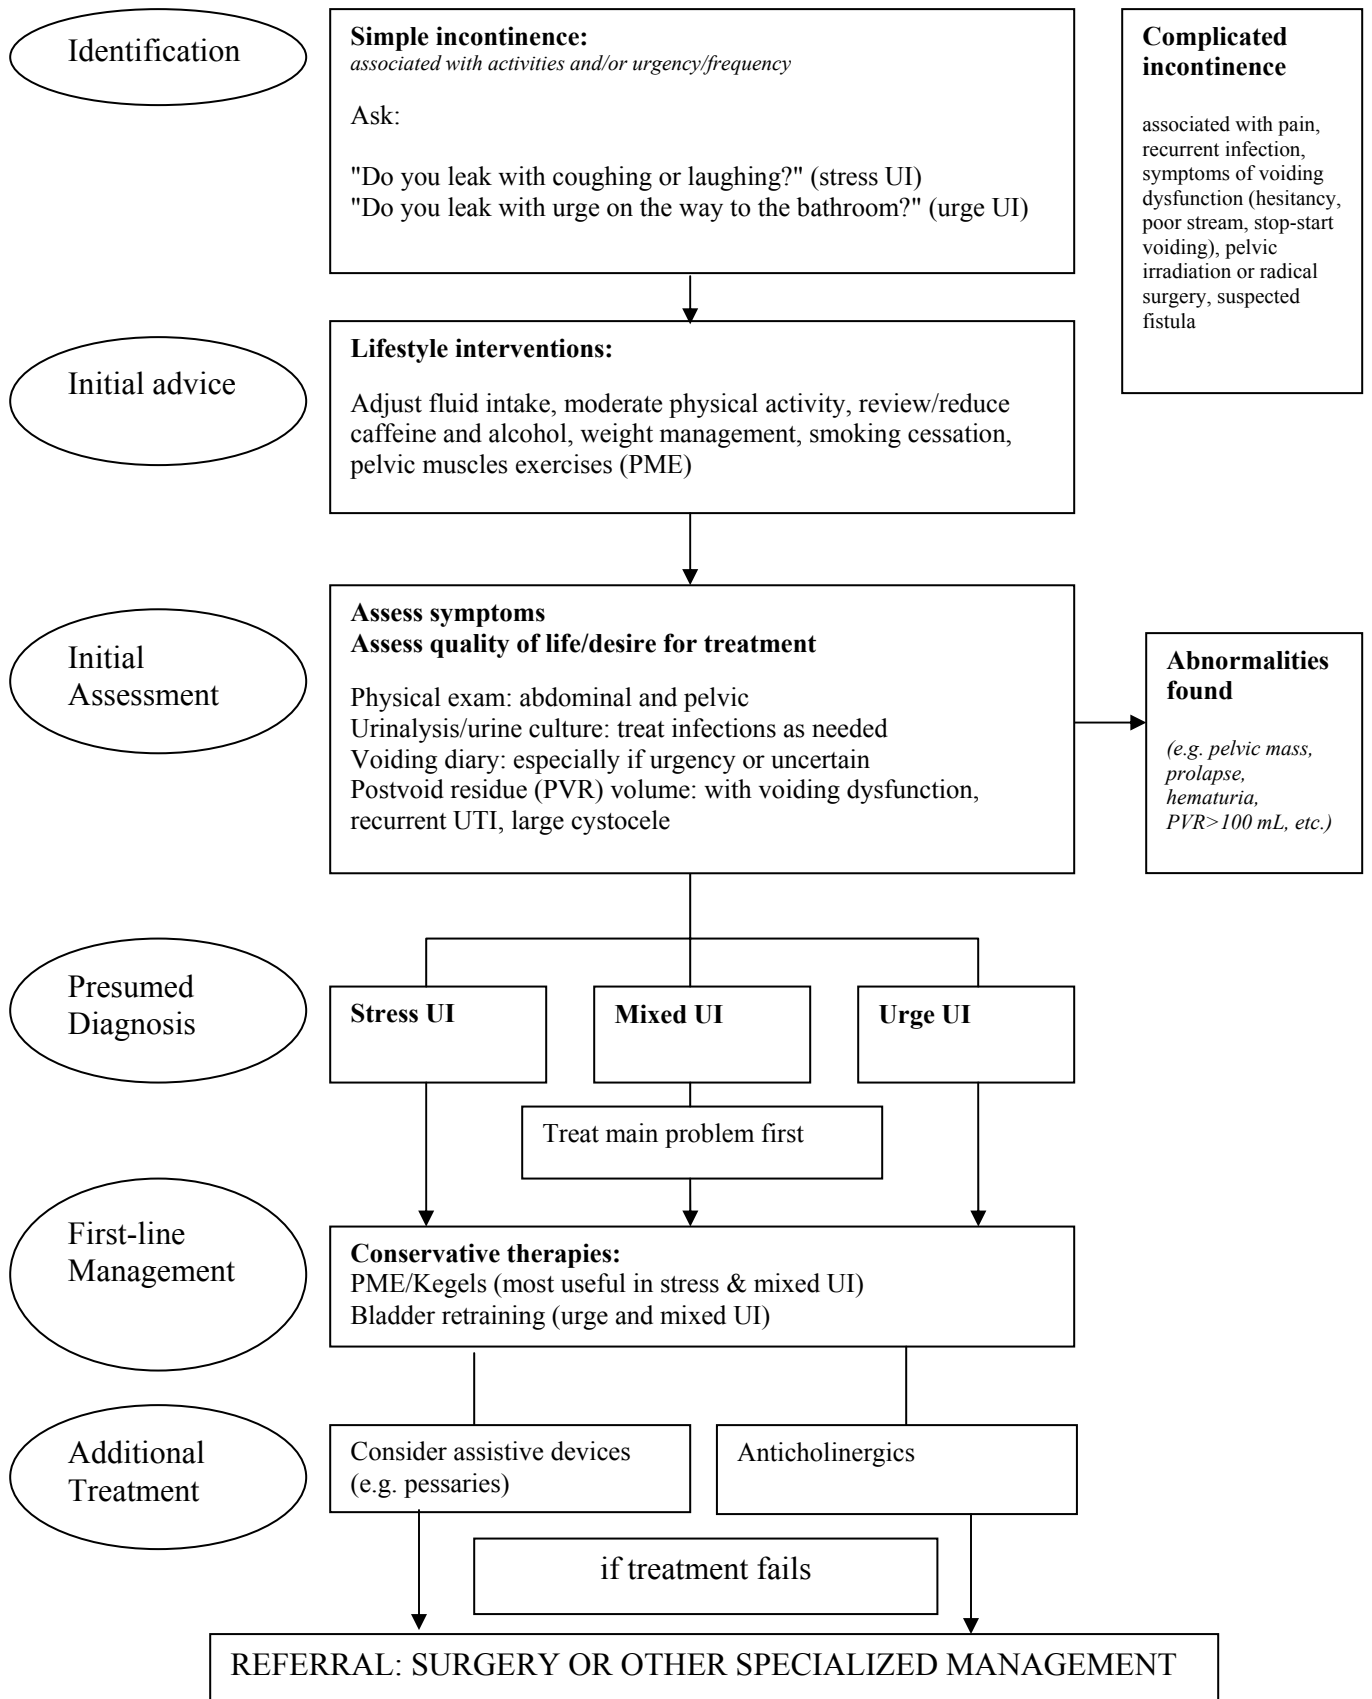 Identification
Simple incontinence:
associated with activities and/or urgency/frequency
Ask:
"Do you leak with coughing or laughing?" (stress UI)
"Do you leak with urge on the way to the bathroom?" (urge UI)
Complicated
incontinence
associated with pain,
recurrent infection,
symptoms of voiding
dysfunction (hesitancy,
poor stream, stop-start
voiding), pelvic
irradiation or radical
surgery, suspected
fistula
Initial advice
Lifestyle interventions:
Adjust fluid intake, moderate physical activity, review/reduce
caffeine and alcohol, weight management, smoking cessation,
pelvic muscles exercises (PME)
Initial
Assessment
Assess symptoms
Assess quality of life/desire for treatment
Physical exam: abdominal and pelvic
Urinalysis/urine culture: treat infections as needed
Voiding diary: especially if urgency or uncertain
Postvoid residue (PVR) volume: with voiding dysfunction,
recurrent UTI, large cystocele
Abnormalities
found
(e.g. pelvic mass,
prolapse,
hematuria,
PVR>100 mL, etc.)
Presumed
Diagnosis
Stress UI
Mixed UI
Urge UI
Treat main problem first
First-line
Management
Conservative therapies:
PME/Kegels (most useful in stress & mixed UI)
Bladder retraining (urge and mixed UI)
Additional
Treatment
Consider assistive devices
(e.g. pessaries)
Anticholinergics
if treatment fails
REFERRAL: SURGERY OR OTHER SPECIALIZED MANAGEMENT